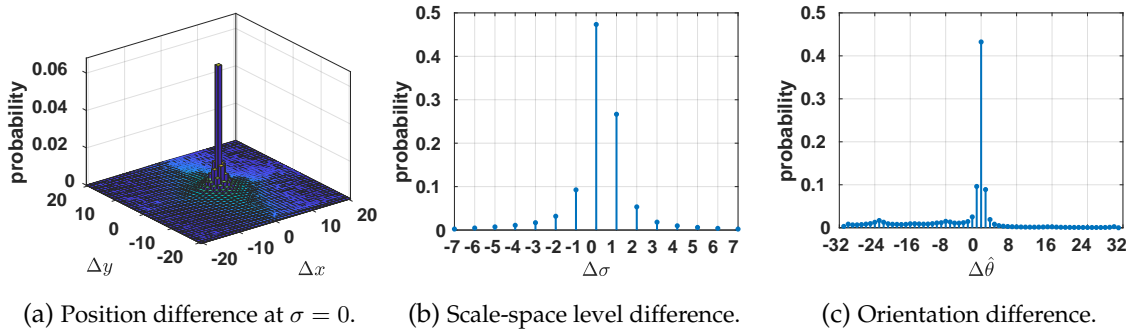 0.06
0.04
0.02
0
probability
20
10
0
-10
-20
Δy
-20
-10
0
10
20
Δx
0.5
0.4
0.3
0.2
0.1
0
probability
-7 -6 -5 -4 -3 -2 -1 0 1 2 3 4 5 6 7
Δσ
0.5
0.4
0.3
0.2
0.1
0
probability
-32 -24 -16 -8 0 8 16 24 32
Δθ̂
(a) Position difference at σ = 0.
(b) Scale-space level difference.
(c) Orientation difference.